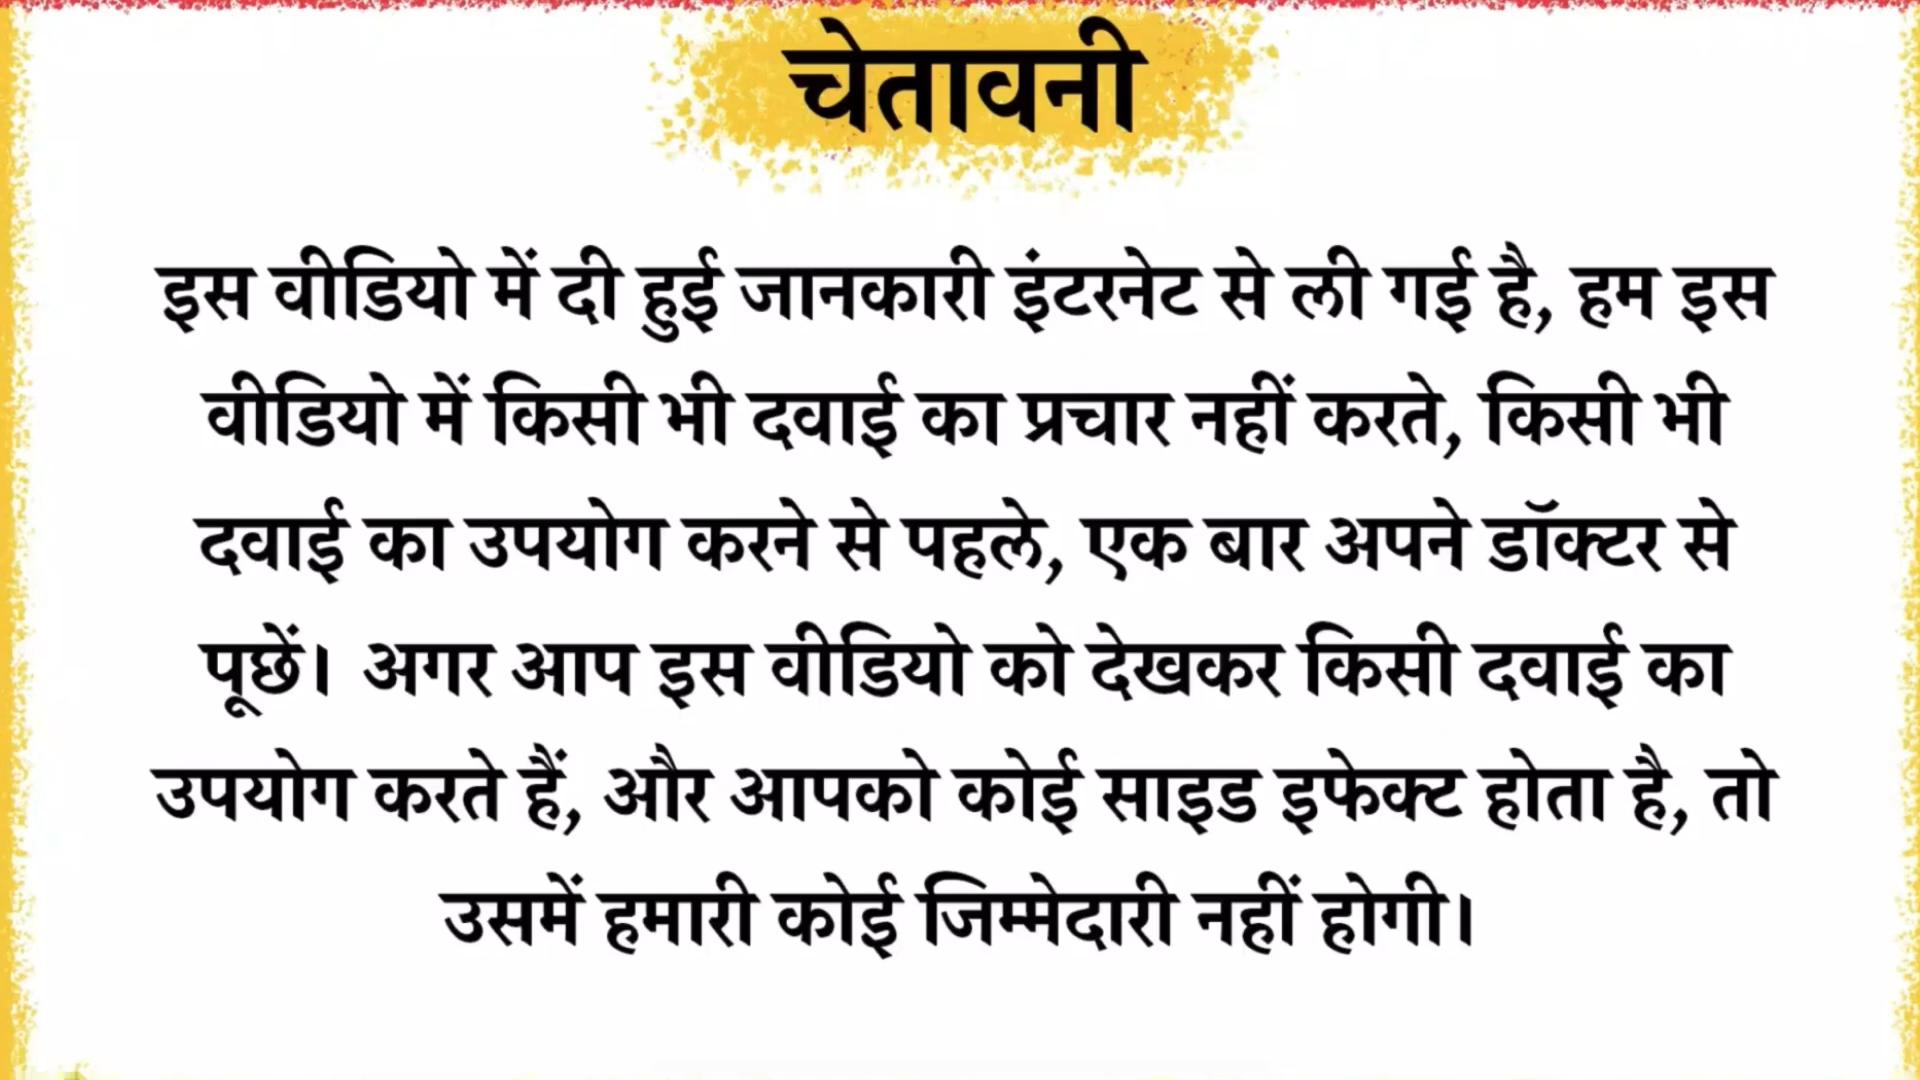 चेतावनी
इस वीडियो में दी हुई जानकारी इंटरनेट से ली गई है, हम इस
वीडियो में किसी भी दवाई का प्रचार नहीं करते, किसी भी
दवाई का उपयोग करने से पहले, एक बार अपने डॉक्टर से
पूछें। अगर आप इस वीडियो को देखकर किसी दवाई का
उपयोग करते हैं, और आपको कोई साइड इफेक्ट होता है, तो
उसमें हमारी कोई जिम्मेदारी नहीं होगी।